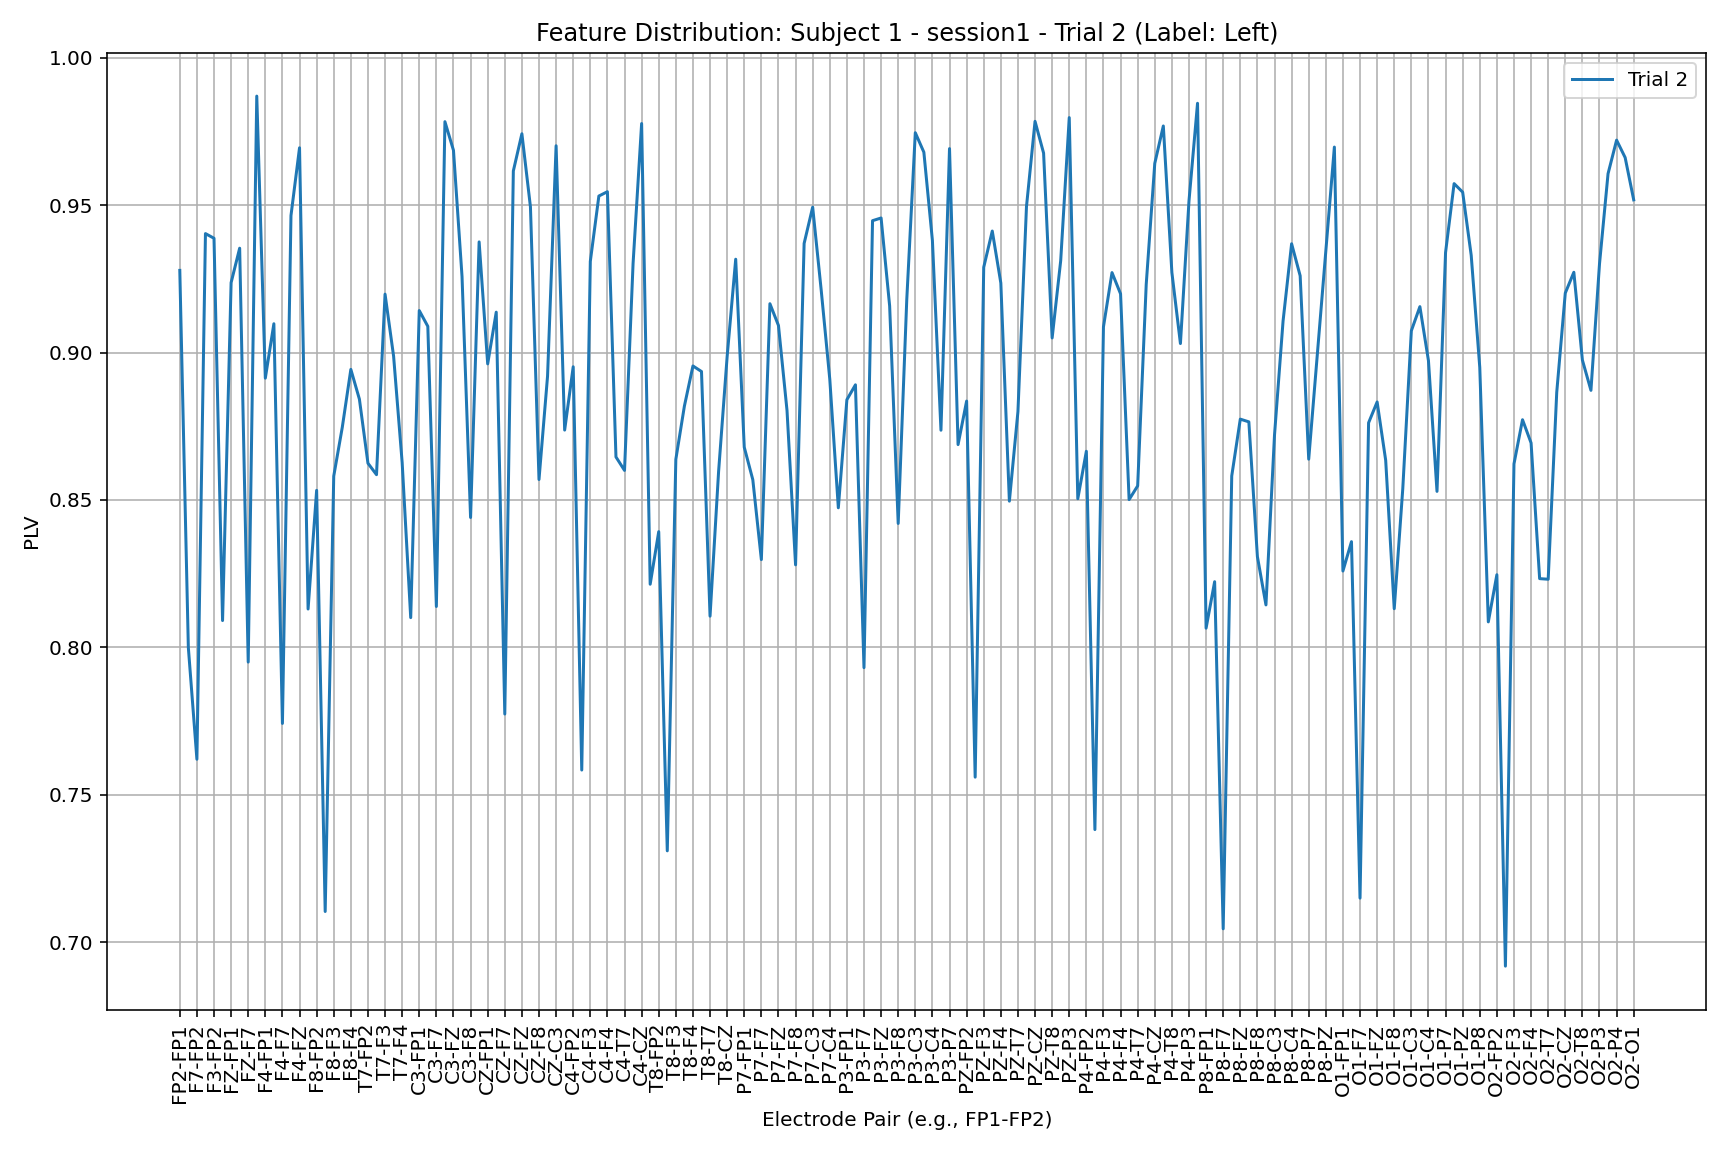 Feature Distribution: Subject 1 - session1 - Trial 2 (Label: Left)
Trial 2
1.00
0.95
0.90
0.85
0.80
0.75
0.70
PLV
FP2-FP1
F7-FP2
F3-FP2
FZ-FP1
FZ-F7
F4-FP1
F4-F7
F4-FZ
F8-FP2
F8-F3
F8-F4
T7-FP2
T7-F3
T7-F4
C3-FP1
C3-F7
C3-FZ
C3-F8
CZ-FP1
CZ-F7
CZ-FZ
CZ-F8
CZ-C3
C4-FP2
C4-F3
C4-F4
C4-T7
C4-CZ
T8-FP2
T8-F3
T8-F4
T8-T7
T8-CZ
P7-FP1
P7-F7
P7-FZ
P7-F8
P7-C3
P7-C4
P3-FP1
P3-F7
P3-FZ
P3-F8
P3-C3
P3-C4
P3-P7
PZ-FP2
PZ-F3
PZ-F4
PZ-T7
PZ-CZ
PZ-T8
PZ-P3
P4-FP2
P4-F3
P4-F4
P4-T7
P4-CZ
P4-T8
P4-P3
P8-FP1
P8-F7
P8-FZ
P8-F8
P8-C3
P8-C4
P8-P7
P8-PZ
O1-FP1
O1-F7
O1-FZ
O1-F8
O1-C3
O1-C4
O1-P7
O1-PZ
O1-P8
O2-FP2
O2-F3
O2-F4
O2-T7
O2-CZ
O2-T8
O2-P3
O2-P4
O2-O1
Electrode Pair (e.g., FP1-FP2)